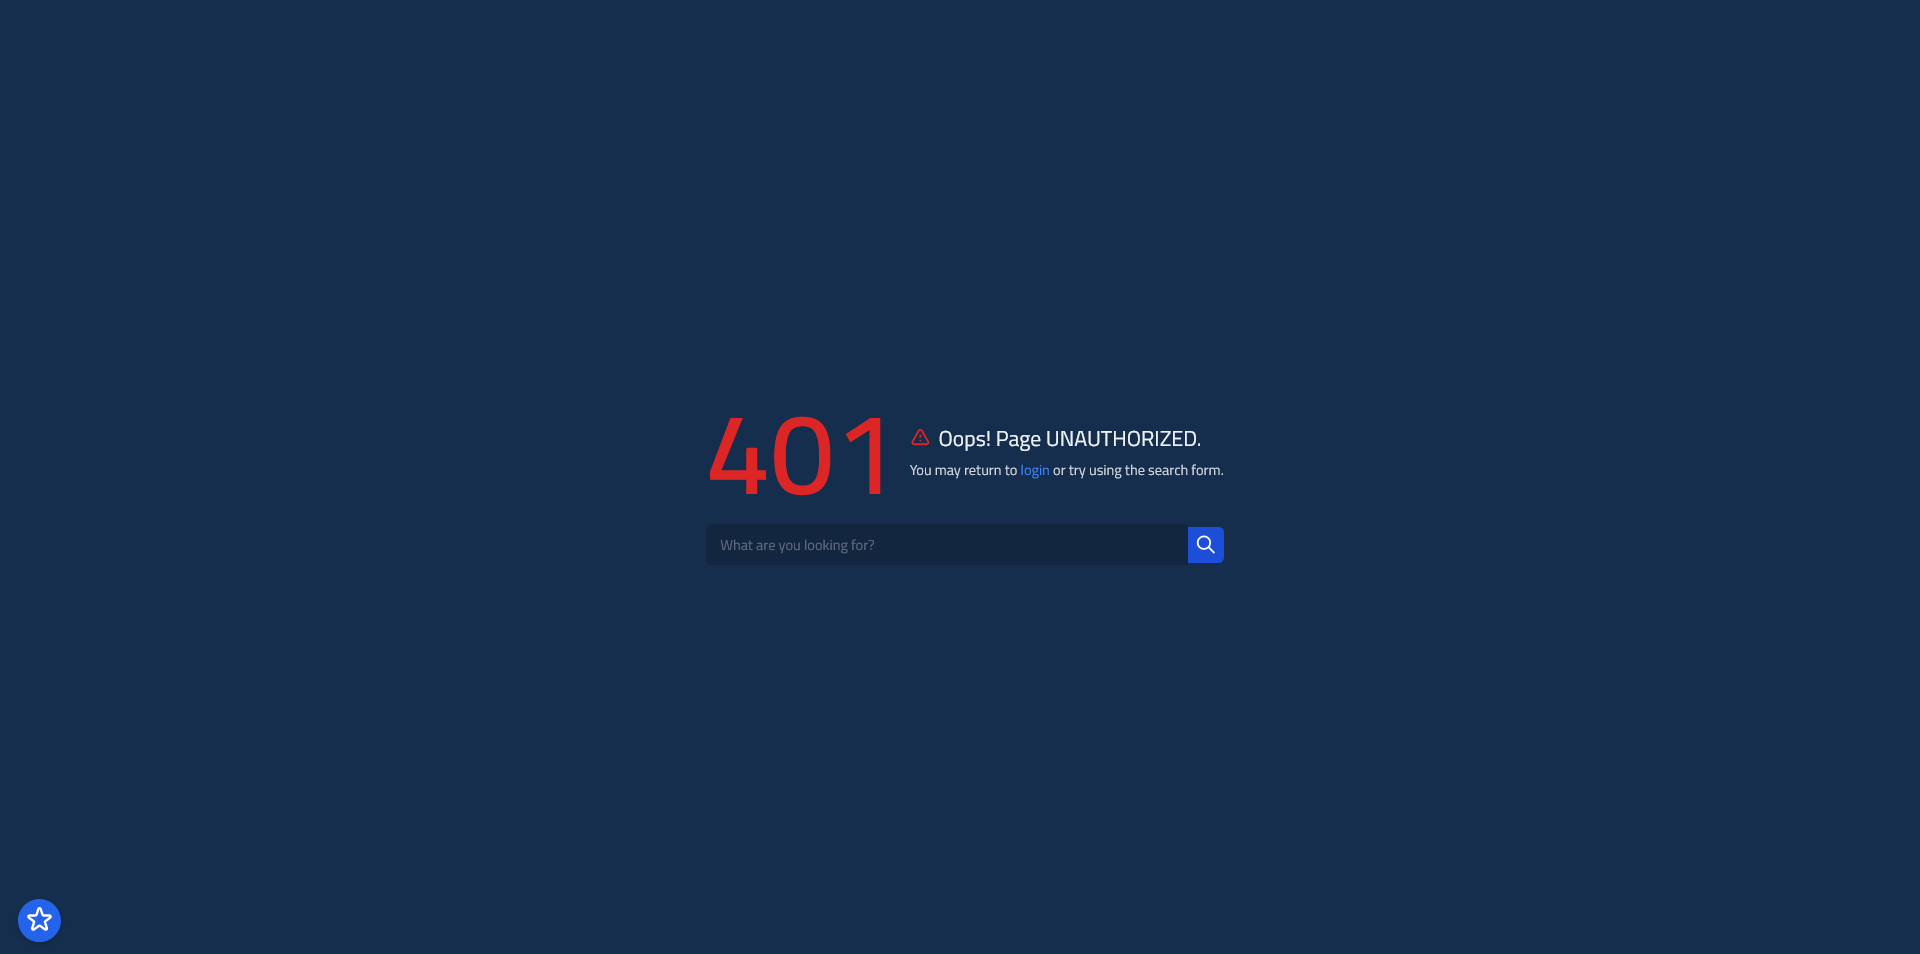 401
Oops! Page UNAUTHORIZED.
You may return to login or try using the search form.
What are you looking for?